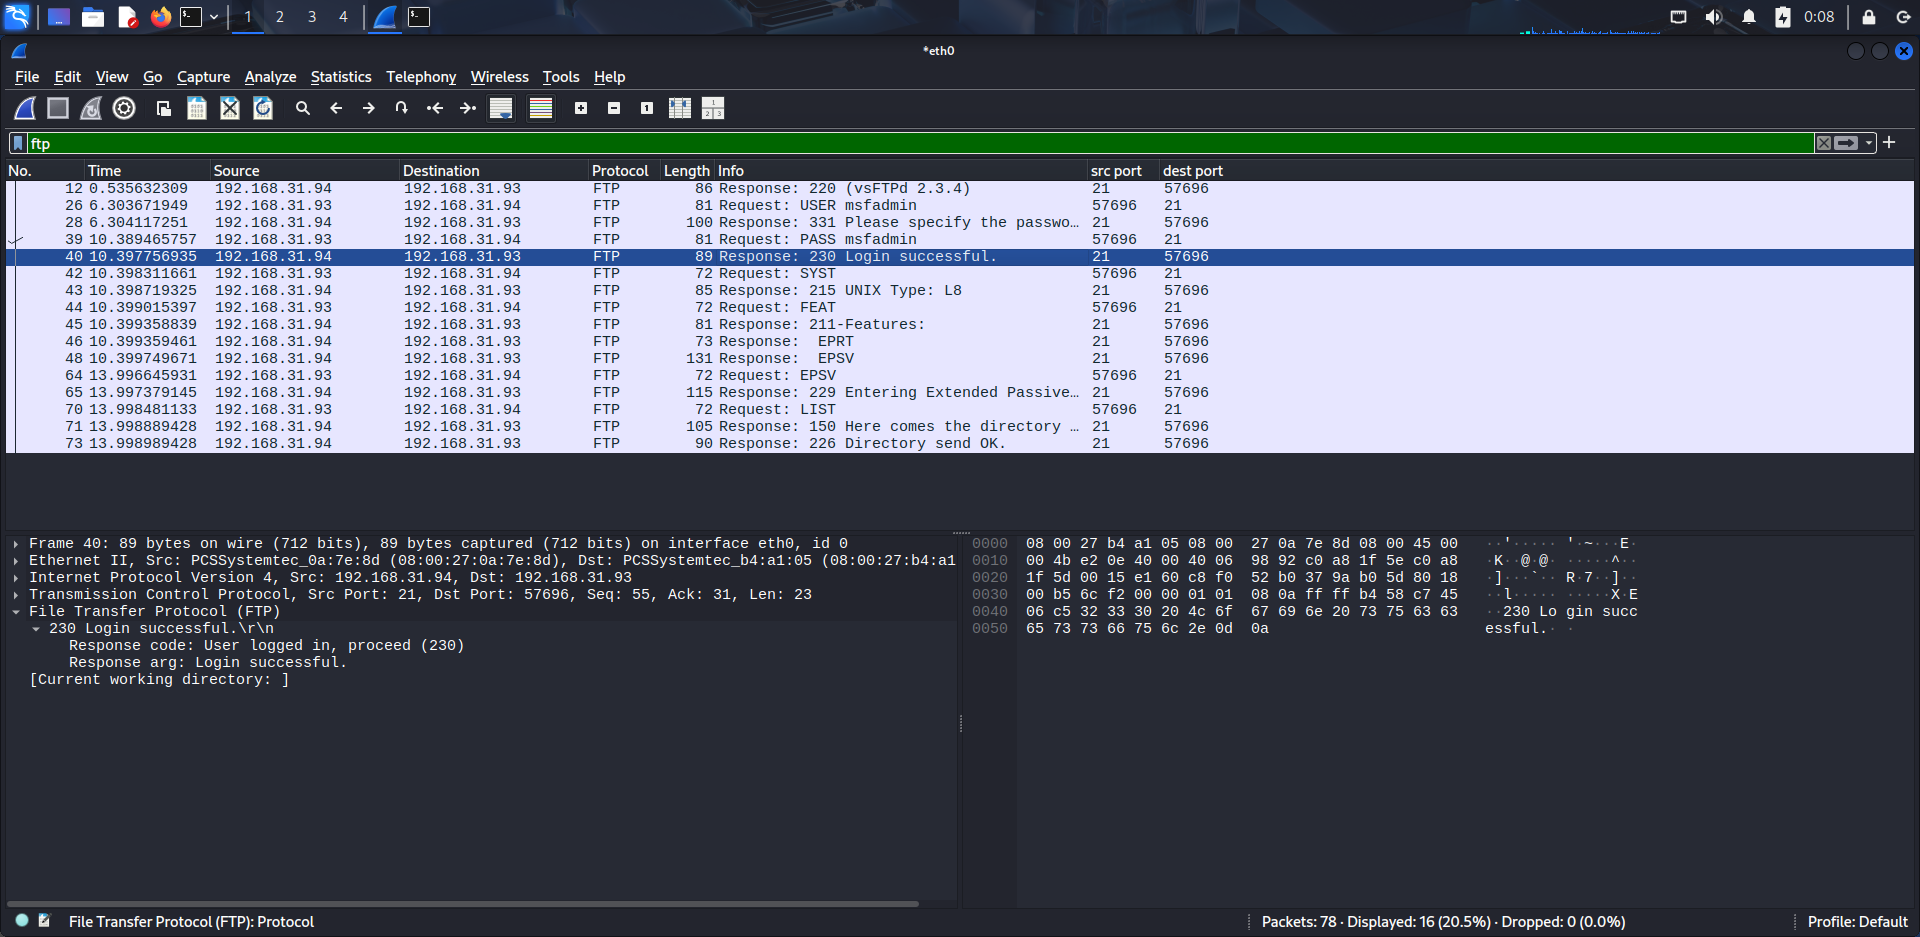 1 2 3 4 0:08
*eth0
File Edit View Go Capture Analyze Statistics Telephony Wireless Tools Help
ftp
No. Time Source Destination Protocol Length Info src port dest port
12 0.535632309 192.168.31.94 192.168.31.93 FTP 86 Response: 220 (vsFTPd 2.3.4) 21 57696
26 6.303671949 192.168.31.93 192.168.31.94 FTP 81 Request: USER msfadmin 57696 21
28 6.304117251 192.168.31.94 192.168.31.93 FTP 100 Response: 331 Please specify the passwo… 21 57696
39 10.389465757 192.168.31.93 192.168.31.94 FTP 81 Request: PASS msfadmin 57696 21
40 10.397756935 192.168.31.94 192.168.31.93 FTP 89 Response: 230 Login successful. 21 57696
42 10.398311661 192.168.31.93 192.168.31.94 FTP 72 Request: SYST 57696 21
43 10.398719325 192.168.31.94 192.168.31.93 FTP 85 Response: 215 UNIX Type: L8 21 57696
44 10.399015397 192.168.31.93 192.168.31.94 FTP 72 Request: FEAT 57696 21
45 10.399358839 192.168.31.94 192.168.31.93 FTP 81 Response: 211-Features: 21 57696
46 10.399359461 192.168.31.94 192.168.31.93 FTP 73 Response: EPRT 21 57696
48 10.399749671 192.168.31.94 192.168.31.93 FTP 131 Response: EPSV 21 57696
64 13.996645931 192.168.31.93 192.168.31.94 FTP 72 Request: EPSV 57696 21
65 13.997379145 192.168.31.94 192.168.31.93 FTP 115 Response: 229 Entering Extended Passive… 21 57696
70 13.998481133 192.168.31.93 192.168.31.94 FTP 72 Request: LIST 57696 21
71 13.998889428 192.168.31.94 192.168.31.93 FTP 105 Response: 150 Here comes the directory … 21 57696
73 13.998989428 192.168.31.94 192.168.31.93 FTP 90 Response: 226 Directory send OK. 21 57696
Frame 40: 89 bytes on wire (712 bits), 89 bytes captured (712 bits) on interface eth0, id 0
Ethernet II, Src: PCSSystemtec_0a:7e:8d (08:00:27:0a:7e:8d), Dst: PCSSystemtec_b4:a1:05 (08:00:27:b4:a1
Internet Protocol Version 4, Src: 192.168.31.94, Dst: 192.168.31.93
Transmission Control Protocol, Src Port: 21, Dst Port: 57696, Seq: 55, Ack: 31, Len: 23
File Transfer Protocol (FTP)
230 Login successful.\r\n
Response code: User logged in, proceed (230)
Response arg: Login successful.
[Current working directory: ]
0000 08 00 27 b4 a1 05 08 00 27 0a 7e 8d 08 00 45 00 ··'····· '·~···E·
0010 00 4b e2 0e 40 00 40 06 98 92 c0 a8 1f 5e c0 a8 ·K··@·@· ·····^··
0020 1f 5d 00 15 e1 60 c8 f0 52 b0 37 9a b0 5d 80 18 ·]···`·· R·7··]··
0030 00 b5 6c f2 00 00 01 01 08 0a ff ff b4 58 c7 45 ··l····· ·····X·E
0040 06 c5 32 33 30 20 4c 6f 67 69 6e 20 73 75 63 63 ··230 Lo gin succ
0050 65 73 73 66 75 6c 2e 0d 0a essful.· ·
File Transfer Protocol (FTP): Protocol Packets: 78 · Displayed: 16 (20.5%) · Dropped: 0 (0.0%) Profile: Default